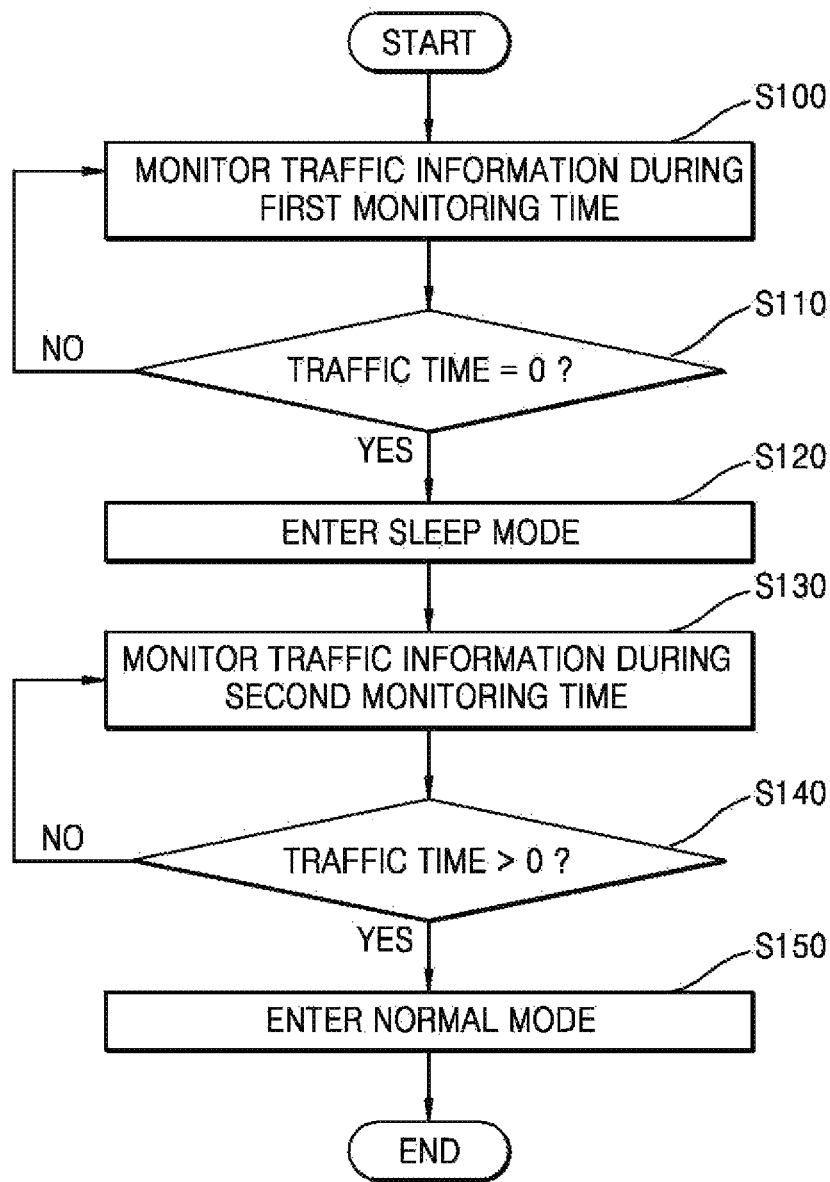 START
S100
MONITOR TRAFFIC INFORMATION DURING
FIRST MONITORING TIME
S110
TRAFFIC TIME = 0 ?
NO
YES
S120
ENTER SLEEP MODE
S130
MONITOR TRAFFIC INFORMATION DURING
SECOND MONITORING TIME
S140
TRAFFIC TIME > 0 ?
NO
YES
S150
ENTER NORMAL MODE
END